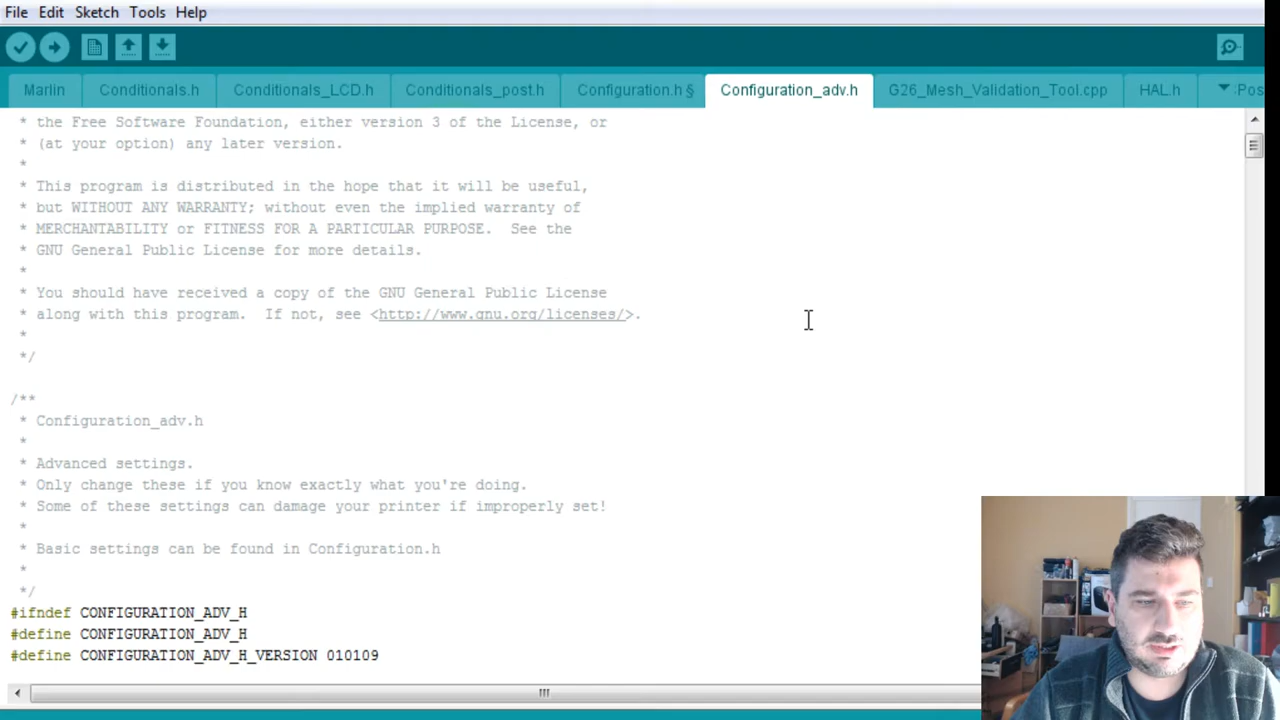 File Edit Sketch Tools Help
Marlin Conditionals.h Conditionals_LCD.h Conditionals_post.h Configuration.h § Configuration_adv.h G26_Mesh_Validation_Tool.cpp HAL.h Pos
* the Free Software Foundation, either version 3 of the License, or
* (at your option) any later version.
*
* This program is distributed in the hope that it will be useful,
* but WITHOUT ANY WARRANTY; without even the implied warranty of
* MERCHANTABILITY or FITNESS FOR A PARTICULAR PURPOSE.  See the
* GNU General Public License for more details.
*
* You should have received a copy of the GNU General Public License
* along with this program.  If not, see <http://www.gnu.org/licenses/>.
*
*/
/**
* Configuration_adv.h
*
* Advanced settings.
* Only change these if you know exactly what you're doing.
* Some of these settings can damage your printer if improperly set!
*
* Basic settings can be found in Configuration.h
*
*/
#ifndef CONFIGURATION_ADV_H
#define CONFIGURATION_ADV_H
#define CONFIGURATION_ADV_H_VERSION 010109